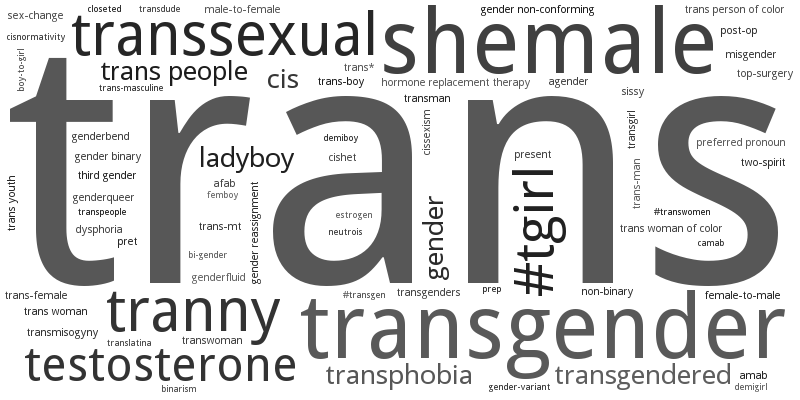 sex-change
closeted
transdude
male-to-female
gender non-conforming
trans person of color
cisnormativity
transsexual
shemale
post-op
boy-to-girl
trans people
cis
trans*
misgender
trans-masculine
trans-boy
hormone replacement therapy
agender
top-surgery
transman
sissy
trans
genderbend
demiboy
cissexism
transgirl
preferred pronoun
gender binary
ladyboy
cishet
present
two-spirit
third gender
afab
trans-man
trans youth
genderqueer
femboy
gender reassignment
gender
#tgirl
transpeople
estrogen
#transwomen
dysphoria
trans-mt
neutrois
trans woman of color
pret
camab
bi-gender
genderfluid
trans-female
#transgen
transgenders
prep
non-binary
female-to-male
trans woman
tranny
transgender
transmisogyny
translatina
transwoman
testosterone
transphobia
transgendered
amab
binarism
gender-variant
demigirl